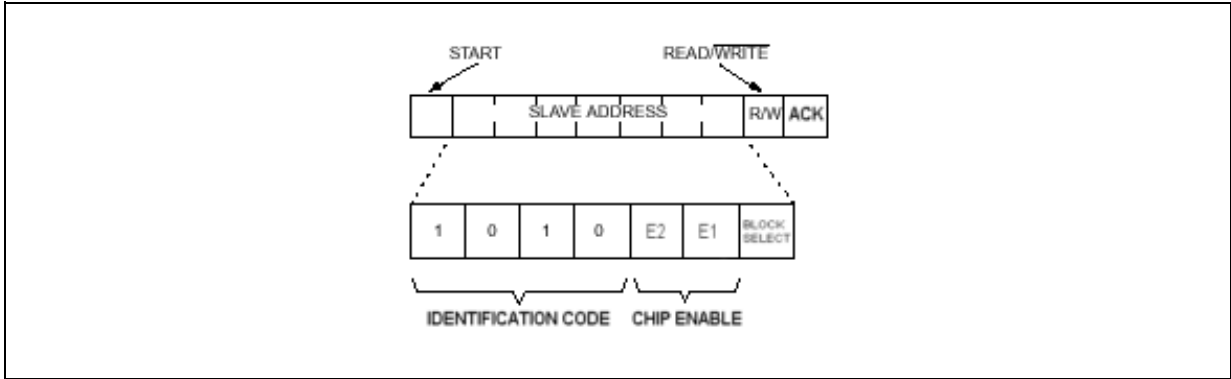 START READ/WRITE
SLAVE ADDRESS R/W ACK
1 0 1 0 E2 E1 BLOCK SELECT
IDENTIFICATION CODE CHIP ENABLE